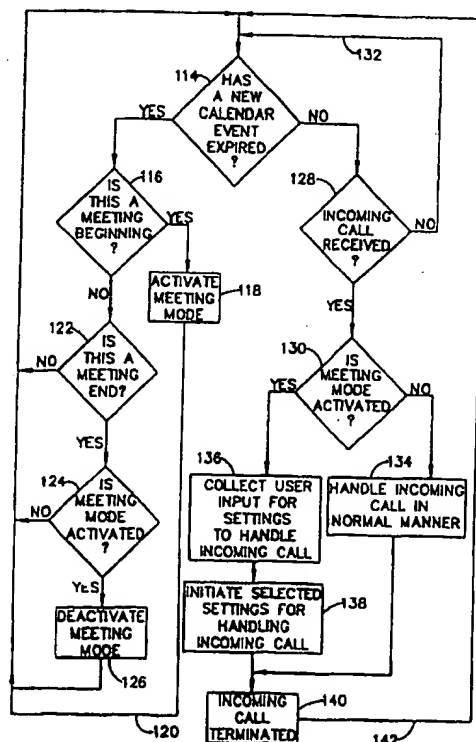 132
114
HAS
A NEW
CALENDAR
EVENT
EXPIRED
?
YES
NO
116
IS
THIS A
MEETING
BEGINNING
?
YES
NO
128
INCOMING
CALL
RECEIVED
?
NO
YES
ACTIVATE
MEETING
MODE
118
122
IS
THIS A
MEETING
END?
NO
YES
130
IS
MEETING
MODE
ACTIVATED
?
YES
NO
124
IS
MEETING
MODE
ACTIVATED
?
NO
YES
136
COLLECT USER
INPUT FOR
SETTINGS
TO HANDLE
INCOMING CALL
134
HANDLE INCOMING
CALL IN
NORMAL MANNER
DEACTIVATE
MEETING
MODE
126
INITIATE SELECTED
SETTINGS FOR
HANDLING
INCOMING CALL
138
120
INCOMING
CALL
TERMINATED
140
142